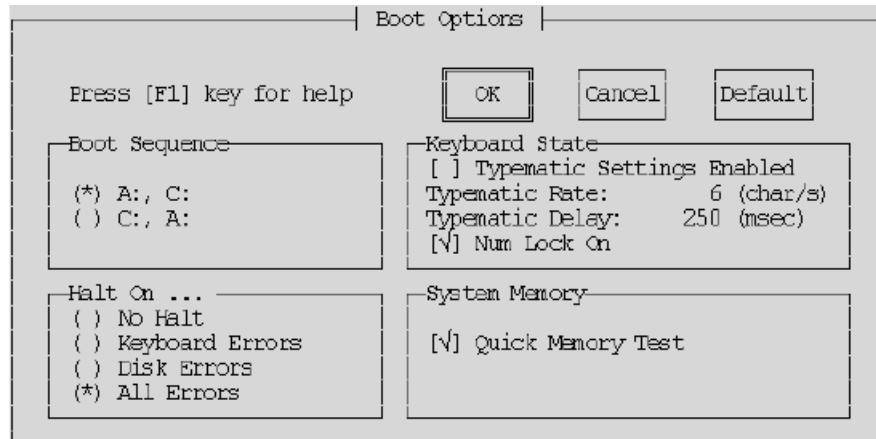 Boot Options
Press [F1] key for help
OK
Cancel
Default
Boot Sequence
(*) A:, C:
( ) C:, A:
Keyboard State
[ ] Typematic Settings Enabled
Typematic Rate: 6 (char/s)
Typematic Delay: 250 (msec)
[√] Num Lock On
Halt On ...
( ) No Halt
( ) Keyboard Errors
( ) Disk Errors
(*) All Errors
System Memory
[√] Quick Memory Test